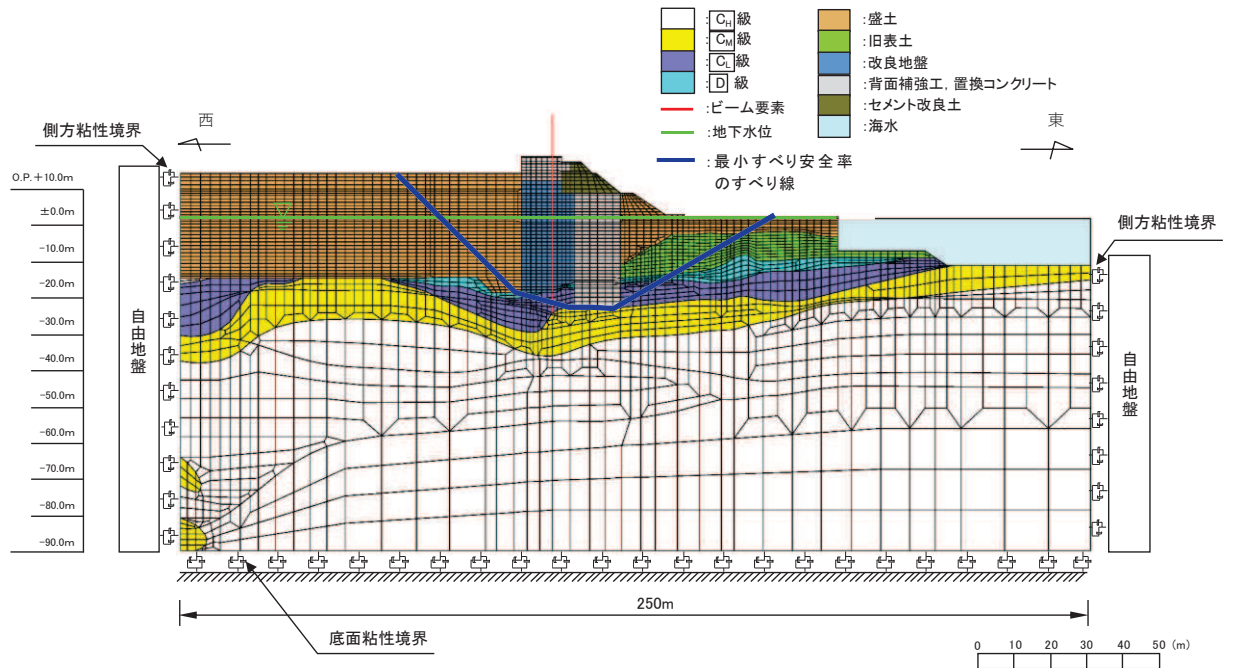 :CH級
:CM級
:CL級
:D級
:ビーム要素
:地下水位
:最小すべり安全率
のすべり線
:盛土
:旧表土
:改良地盤
:背面補強工，置換コンクリート
:セメント改良土
:海水
西
東
側方粘性境界
側方粘性境界
O.P.+10.0m
±0.0m
-10.0m
-20.0m
-30.0m
-40.0m
-50.0m
-60.0m
-70.0m
-80.0m
-90.0m
自由地盤
自由地盤
250m
底面粘性境界
0 10 20 30 40 50 (m)